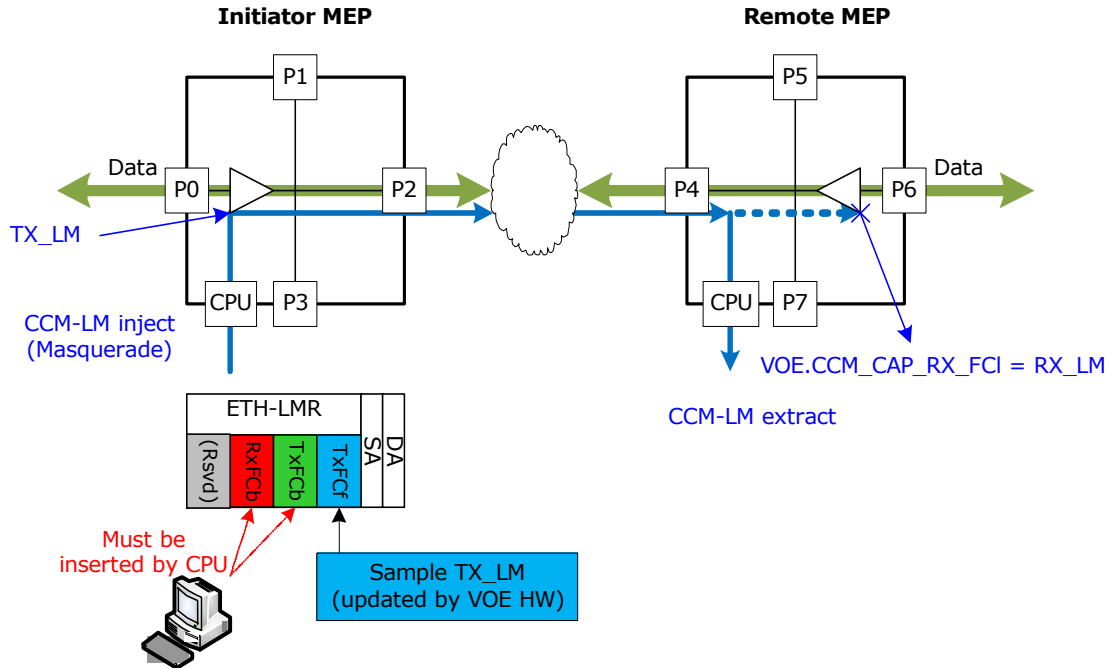 Initiator MEP
Remote MEP
P1
P5
Data
P0
P2
P4
P6
Data
TX_LM
CPU
P3
CPU
P7
CCM-LM inject
(Masquerade)
VOE.CCM_CAP_RX_FCl = RX_LM
CCM-LM extract
ETH-LMR
(Rsvd)
RxFCb
TxFCb
TxFCf
SA
DA
Must be
inserted by CPU
Sample TX_LM
(updated by VOE HW)